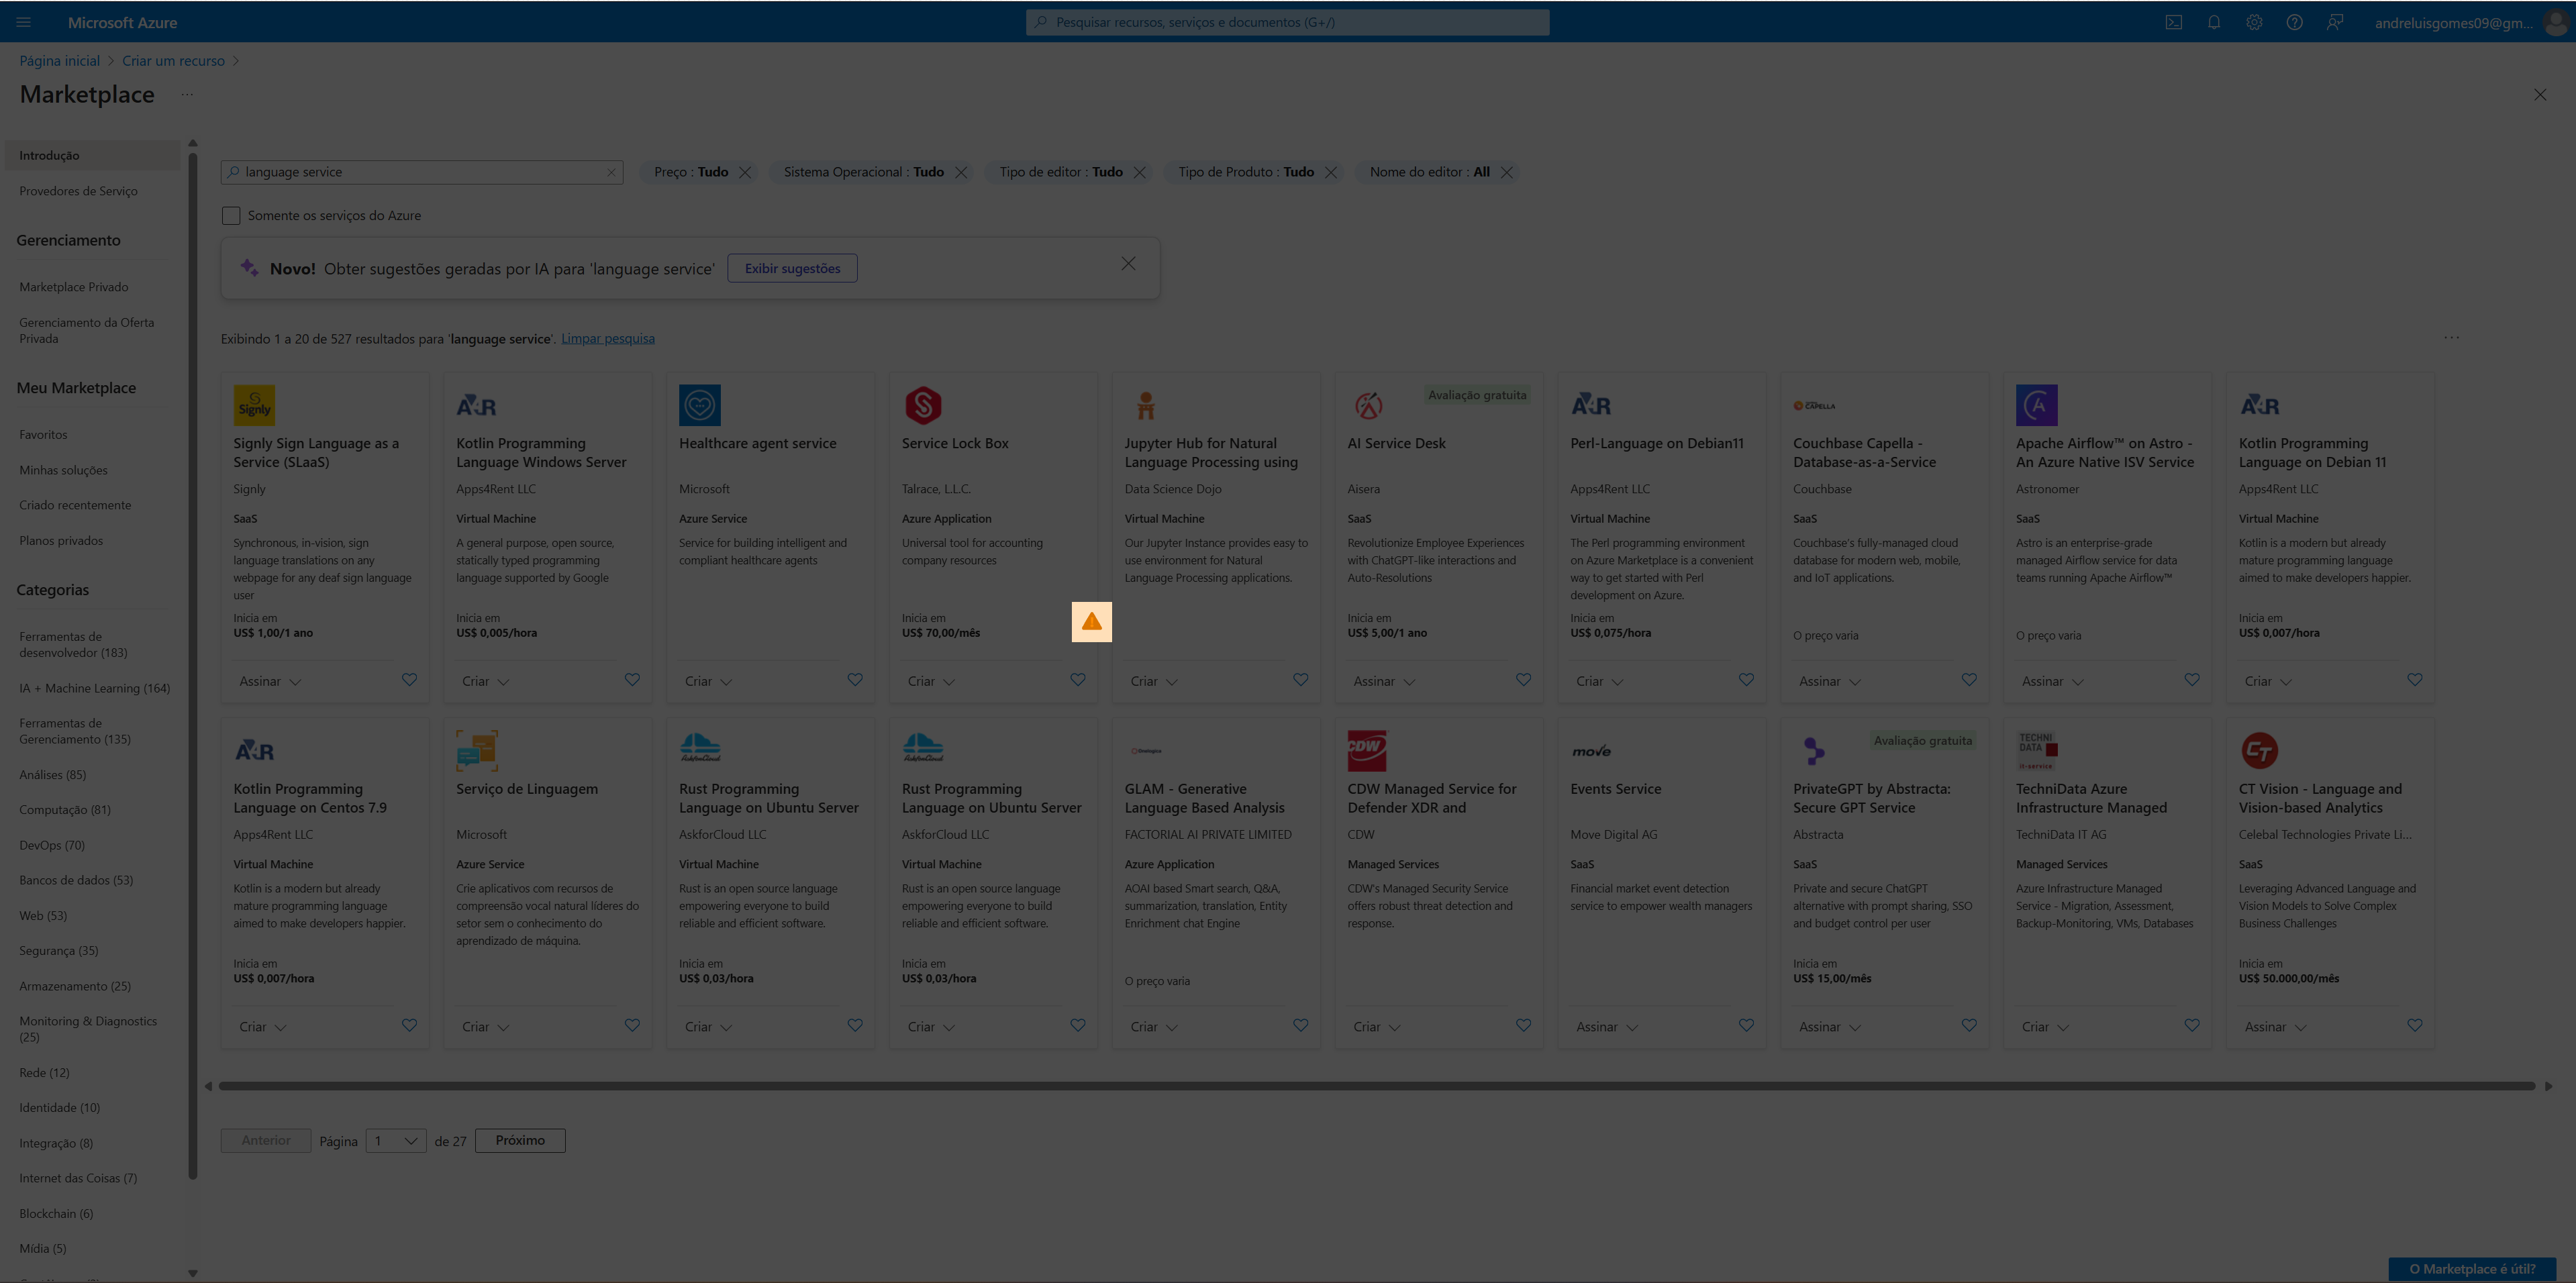 Microsoft Azure
Pesquisar recursos, serviços e documentos (G+/)
andreluisgomes09@gm...
Página inicial > Criar um recurso >
Marketplace ...
Introdução
Provedores de Serviço
Gerenciamento
Marketplace Privado
Gerenciamento da Oferta
Privada
Meu Marketplace
Favoritos
Minhas soluções
Criado recentemente
Planos privados
Categorias
Ferramentas de
desenvolvedor (183)
IA + Machine Learning (164)
Ferramentas de
Gerenciamento (135)
Análises (85)
Computação (81)
DevOps (70)
Bancos de dados (53)
Web (53)
Segurança (35)
Armazenamento (25)
Monitoring & Diagnostics
(25)
Rede (12)
Identidade (10)
Integração (8)
Internet das Coisas (7)
Blockchain (6)
Mídia (5)
language service
Preço : Tudo
Sistema Operacional : Tudo
Tipo de editor : Tudo
Tipo de Produto : Tudo
Nome do editor : All
Somente os serviços do Azure
Novo! Obter sugestões geradas por IA para 'language service'
Exibir sugestões
Exibindo 1 a 20 de 527 resultados para 'language service'. Limpar pesquisa
...
Signly
Signly Sign Language as a
Service (SLaaS)
Signly
SaaS
Synchronous, in-vision, sign
language translations on any
webpage for any deaf sign language
user
Inicia em
US$ 1,00/1 ano
Assinar
A4R
Kotlin Programming
Language Windows Server
Apps4Rent LLC
Virtual Machine
A general purpose, open source,
statically typed programming
language supported by Google
Inicia em
US$ 0,005/hora
Criar
Healthcare agent service
Microsoft
Azure Service
Service for building intelligent and
compliant healthcare agents
Criar
Service Lock Box
Talrace, L.L.C.
Azure Application
Universal tool for accounting
company resources
Inicia em
US$ 70,00/mês
Criar
Jupyter Hub for Natural
Language Processing using
Data Science Dojo
Virtual Machine
Our Jupyter Instance provides easy to
use environment for Natural
Language Processing applications.
Criar
Avaliação gratuita
AI Service Desk
Aisera
SaaS
Revolutionize Employee Experiences
with ChatGPT-like interactions and
Auto-Resolutions
Inicia em
US$ 5,00/1 ano
Assinar
A4R
Perl-Language on Debian11
Apps4Rent LLC
Virtual Machine
The Perl programming environment
on Azure Marketplace is a convenient
way to get started with Perl
development on Azure.
Inicia em
US$ 0,075/hora
Criar
CAPELLA
Couchbase Capella -
Database-as-a-Service
Couchbase
SaaS
Couchbase's fully-managed cloud
database for modern web, mobile,
and IoT applications.
O preço varia
Assinar
Apache Airflow™ on Astro -
An Azure Native ISV Service
Astronomer
SaaS
Astro is an enterprise-grade
managed Airflow service for data
teams running Apache Airflow™
O preço varia
Assinar
A4R
Kotlin Programming
Language on Debian 11
Apps4Rent LLC
Virtual Machine
Kotlin is a modern but already
mature programming language
aimed to make developers happier.
Inicia em
US$ 0,007/hora
Criar
A4R
Kotlin Programming
Language on Centos 7.9
Apps4Rent LLC
Virtual Machine
Kotlin is a modern but already
mature programming language
aimed to make developers happier.
Inicia em
US$ 0,007/hora
Criar
Serviço de Linguagem
Microsoft
Azure Service
Crie aplicativos com recursos de
compreensão vocal natural líderes do
setor sem o conhecimento do
aprendizado de máquina.
Criar
AskforCloud
Rust Programming
Language on Ubuntu Server
AskforCloud LLC
Virtual Machine
Rust is an open source language
empowering everyone to build
reliable and efficient software.
Inicia em
US$ 0,03/hora
Criar
AskforCloud
Rust Programming
Language on Ubuntu Server
AskforCloud LLC
Virtual Machine
Rust is an open source language
empowering everyone to build
reliable and efficient software.
Inicia em
US$ 0,03/hora
Criar
GLAM - Generative
Language Based Analysis
FACTORIAL AI PRIVATE LIMITED
Azure Application
AOAI based Smart search, Q&A,
summarization, translation, Entity
Enrichment chat Engine
O preço varia
Criar
CDW
CDW Managed Service for
Defender XDR and
CDW
Managed Services
CDW's Managed Security Service
offers robust threat detection and
response.
Criar
move
Events Service
Move Digital AG
SaaS
Financial market event detection
service to empower wealth managers
Assinar
Avaliação gratuita
PrivateGPT by Abstracta:
Secure GPT Service
Abstracta
SaaS
Private and secure ChatGPT
alternative with prompt sharing, SSO
and budget control per user
Inicia em
US$ 15,00/mês
Assinar
TECHNI
DATA
it-service
TechniData Azure
Infrastructure Managed
TechniData IT AG
Managed Services
Azure Infrastructure Managed
Service - Migration, Assessment,
Backup-Monitoring, VMs, Databases
Criar
CT
CT Vision - Language and
Vision-based Analytics
Celebal Technologies Private Li...
SaaS
Leveraging Advanced Language and
Vision Models to Solve Complex
Business Challenges
Inicia em
US$ 50.000,00/mês
Assinar
Anterior Página 1 de 27 Próximo
O Marketplace é útil?